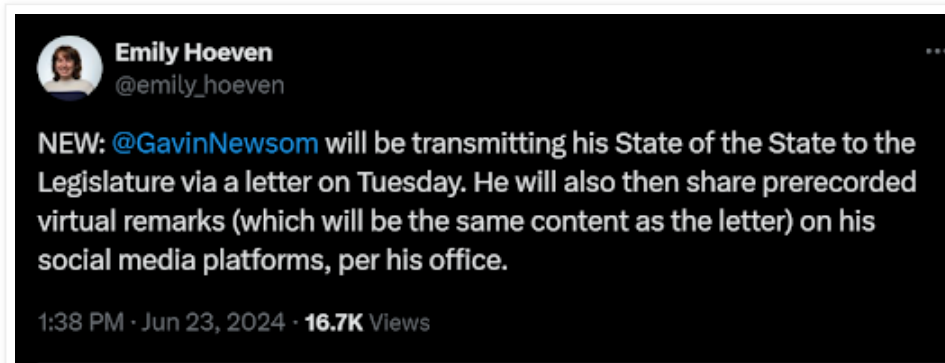 Emily Hoeven
@emily_hoeven
NEW: @GavinNewsom will be transmitting his State of the State to the
Legislature via a letter on Tuesday. He will also then share prerecorded
virtual remarks (which will be the same content as the letter) on his
social media platforms, per his office.
1:38 PM · Jun 23, 2024 · 16.7K Views